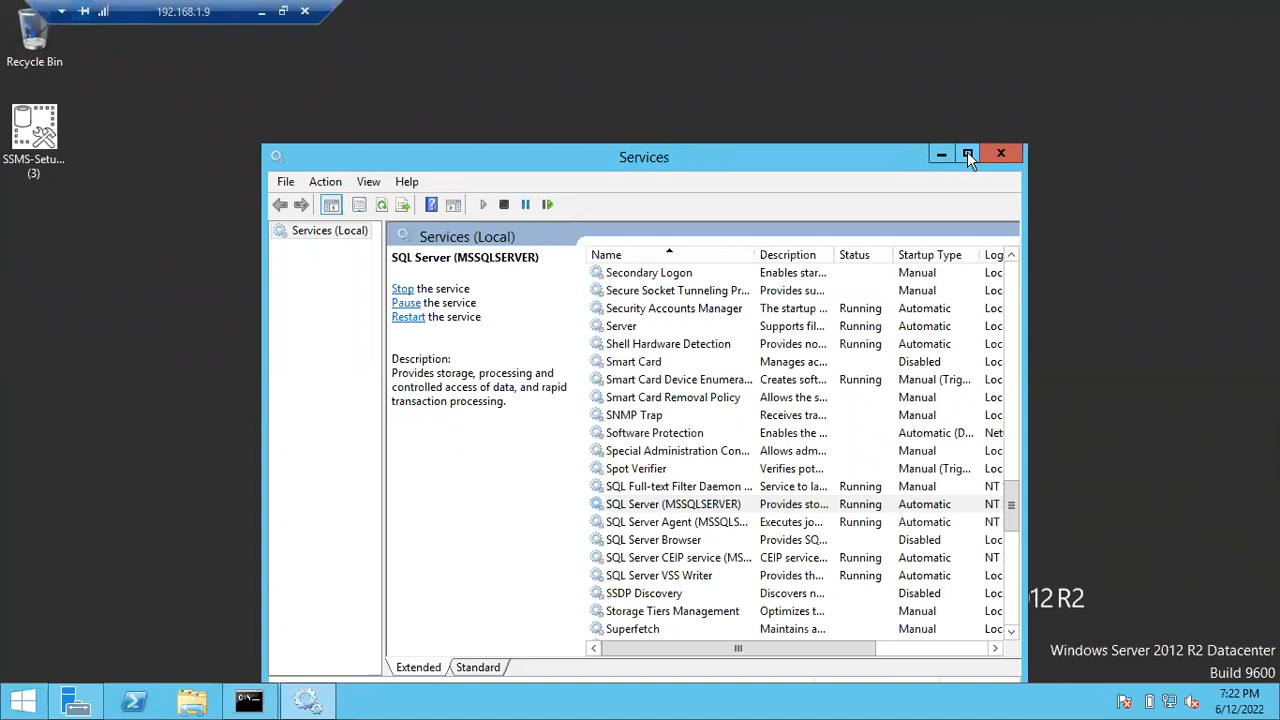 192.168.1.9
Recycle Bin
SSMS-Setu...
(3)
Services
File Action View Help
Services (Local)
Services (Local)
SQL Server (MSSQLSERVER)
Stop the service
Pause the service
Restart the service
Description:
Provides storage, processing and
controlled access of data, and rapid
transaction processing.
Name Description Status Startup Type Log
Secondary Logon Enables star... Manual Loc
Secure Socket Tunneling Pr... Provides su... Manual Loc
Security Accounts Manager The startup ... Running Automatic Loc
Server Supports fil... Running Automatic Loc
Shell Hardware Detection Provides no... Running Automatic Loc
Smart Card Manages ac... Disabled Loc
Smart Card Device Enumera... Creates soft... Running Manual (Trig... Loc
Smart Card Removal Policy Allows the s... Manual Loc
SNMP Trap Receives tra... Manual Loc
Software Protection Enables the ... Automatic (D... Net
Special Administration Con... Allows adm... Manual Loc
Spot Verifier Verifies pot... Manual (Trig... Loc
SQL Full-text Filter Daemon ... Service to la... Running Manual NT
SQL Server (MSSQLSERVER) Provides sto... Running Automatic NT
SQL Server Agent (MSSQLS... Executes jo... Running Automatic NT
SQL Server Browser Provides SQ... Disabled Loc
SQL Server CEIP service (MS... CEIP service... Running Automatic NT
SQL Server VSS Writer Provides th... Running Automatic Loc
SSDP Discovery Discovers n... Disabled Loc
Storage Tiers Management Optimizes t... Manual Loc
Superfetch Maintains a... Manual Loc
Extended Standard
012 R2
Windows Server 2012 R2 Datacenter
Build 9600
7:22 PM
6/12/2022